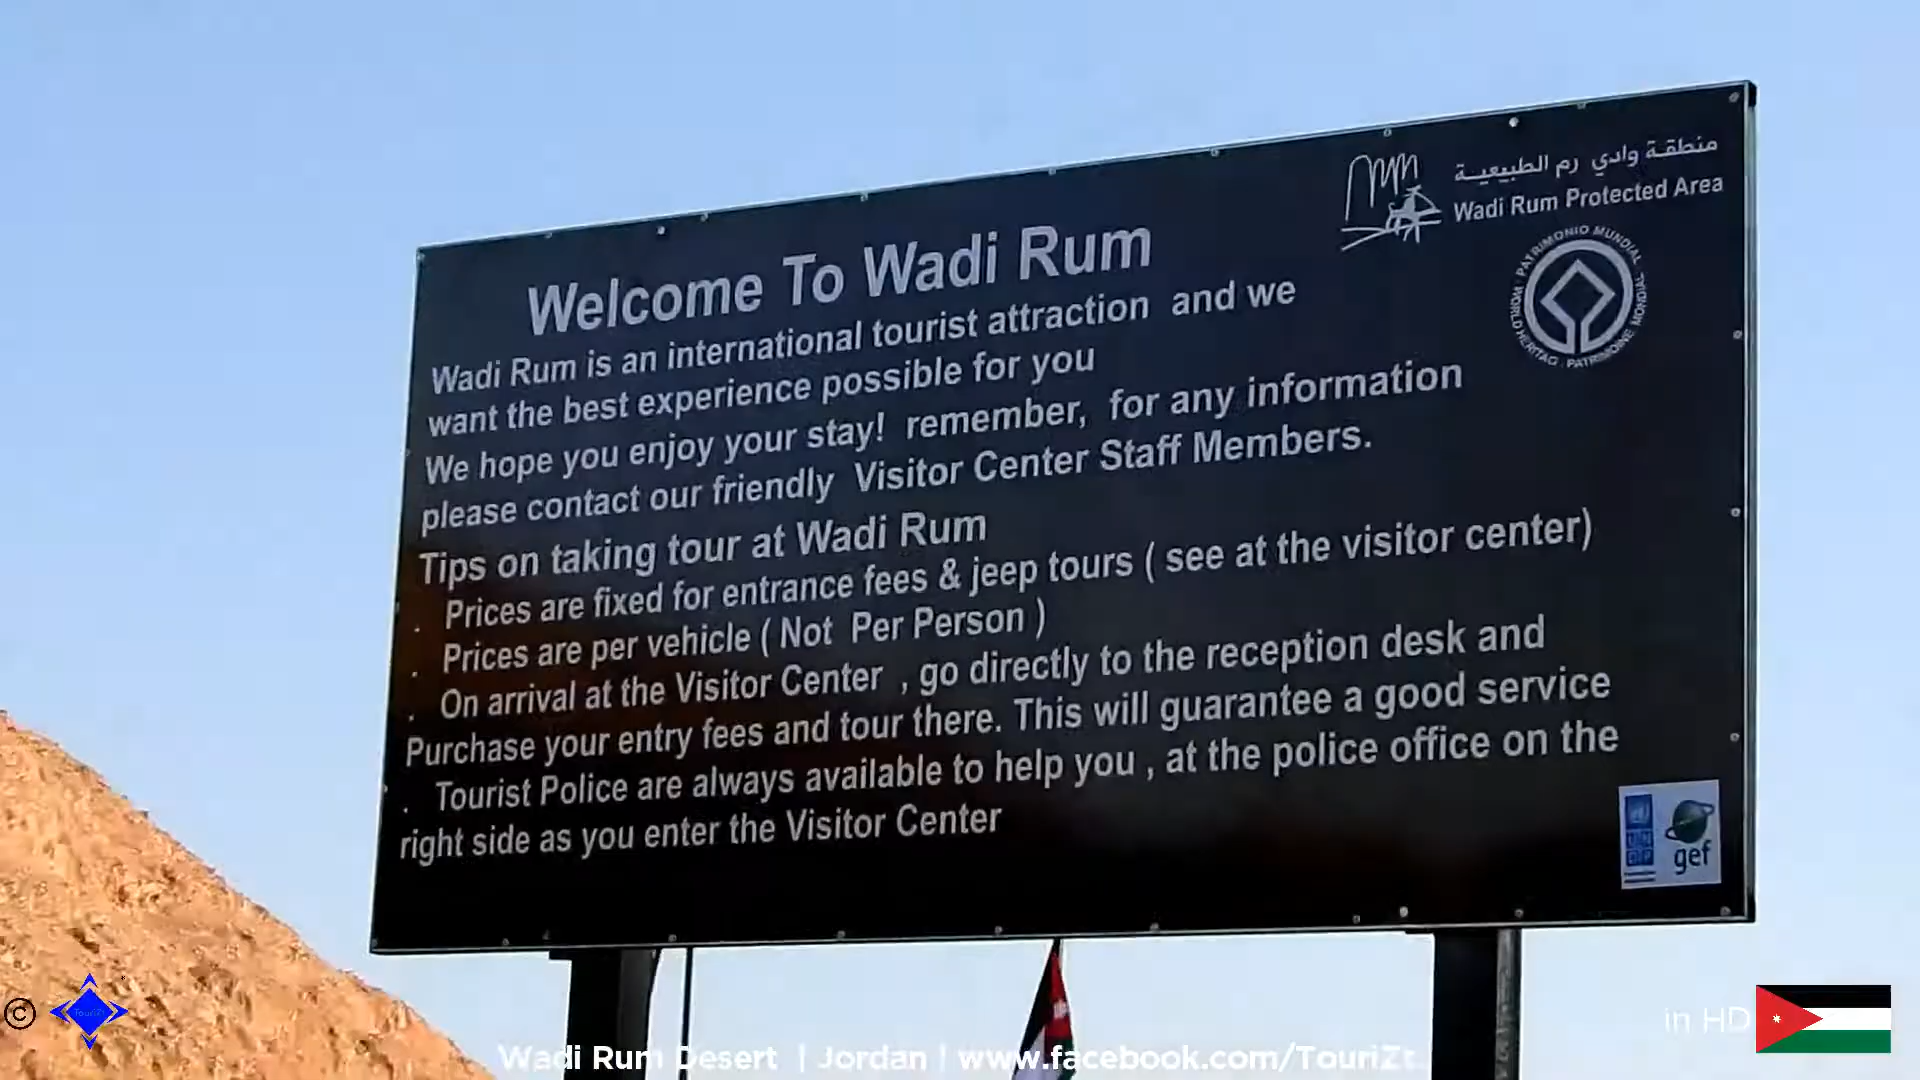 منطقة وادي رم الطبيعية
Wadi Rum Protected Area
PATRIMONIO MUNDIAL · WORLD HERITAG · PATRIMOINE MONDIAL ·
Welcome To Wadi Rum
Wadi Rum is an international tourist attraction and we
want the best experience possible for you
We hope you enjoy your stay! remember, for any information
please contact our friendly Visitor Center Staff Members.
Tips on taking tour at Wadi Rum
. Prices are fixed for entrance fees & jeep tours ( see at the visitor center)
. Prices are per vehicle ( Not Per Person )
. On arrival at the Visitor Center , go directly to the reception desk and
Purchase your entry fees and tour there. This will guarantee a good service
. Tourist Police are always available to help you , at the police office on the
right side as you enter the Visitor Center
UN
DP
gef
© TouriZt
in HD
Wadi Rum Desert | Jordan | www.facebook.com/TouriZt